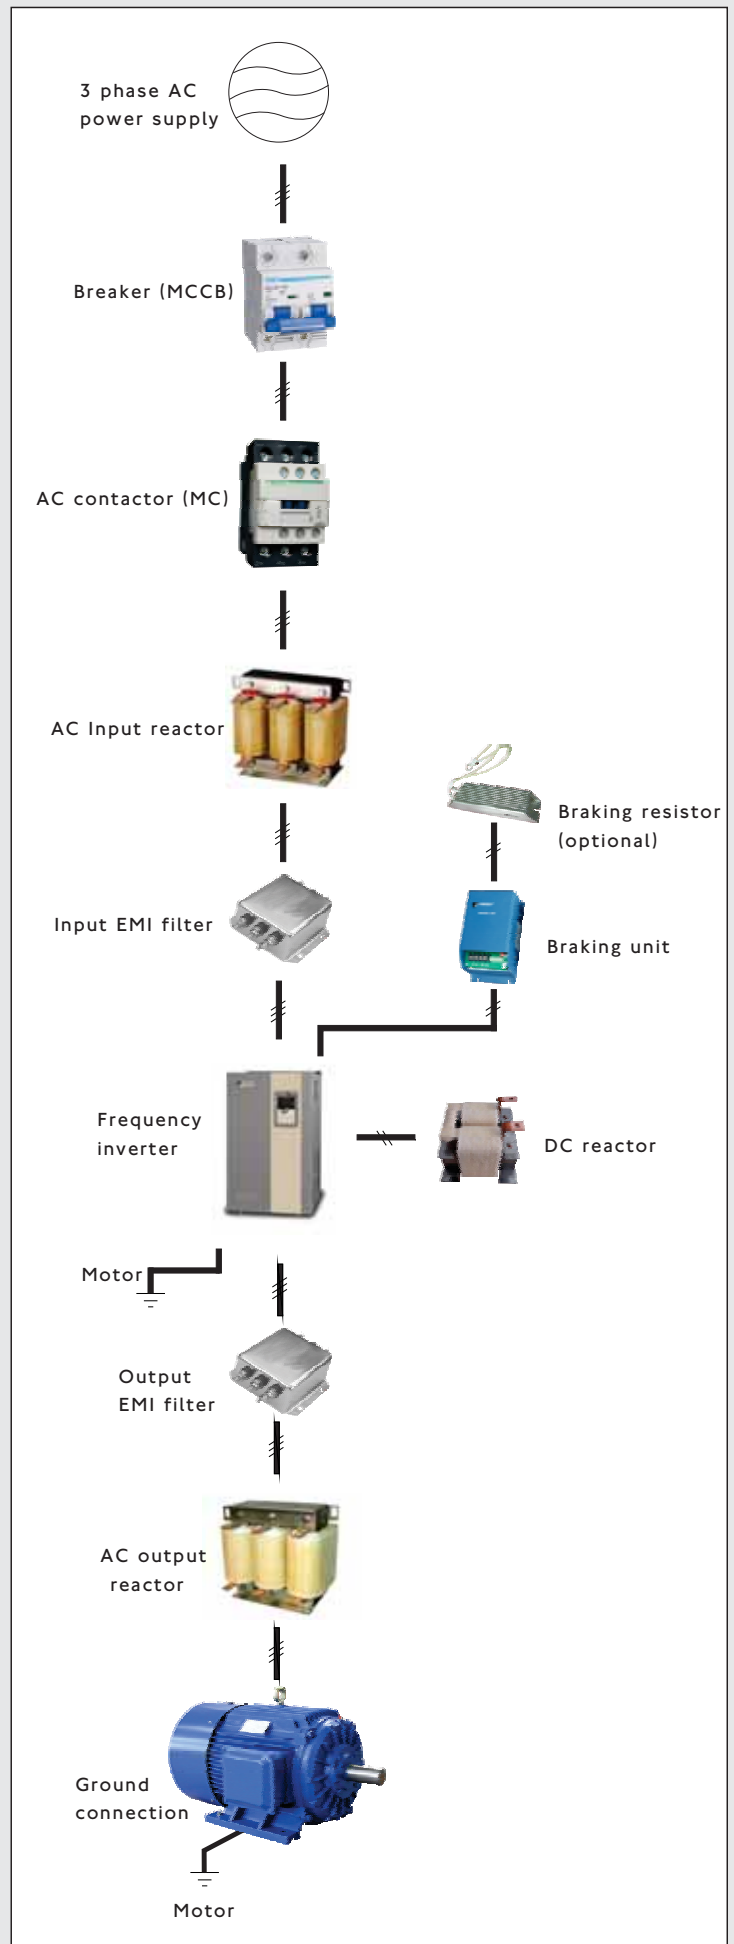 3 phase AC
power supply
Breaker (MCCB)
AC contactor (MC)
AC Input reactor
Braking resistor
(optional)
Input EMI filter
Braking unit
Frequency
inverter
DC reactor
Motor
Output
EMI filter
AC output
reactor
Ground
connection
Motor